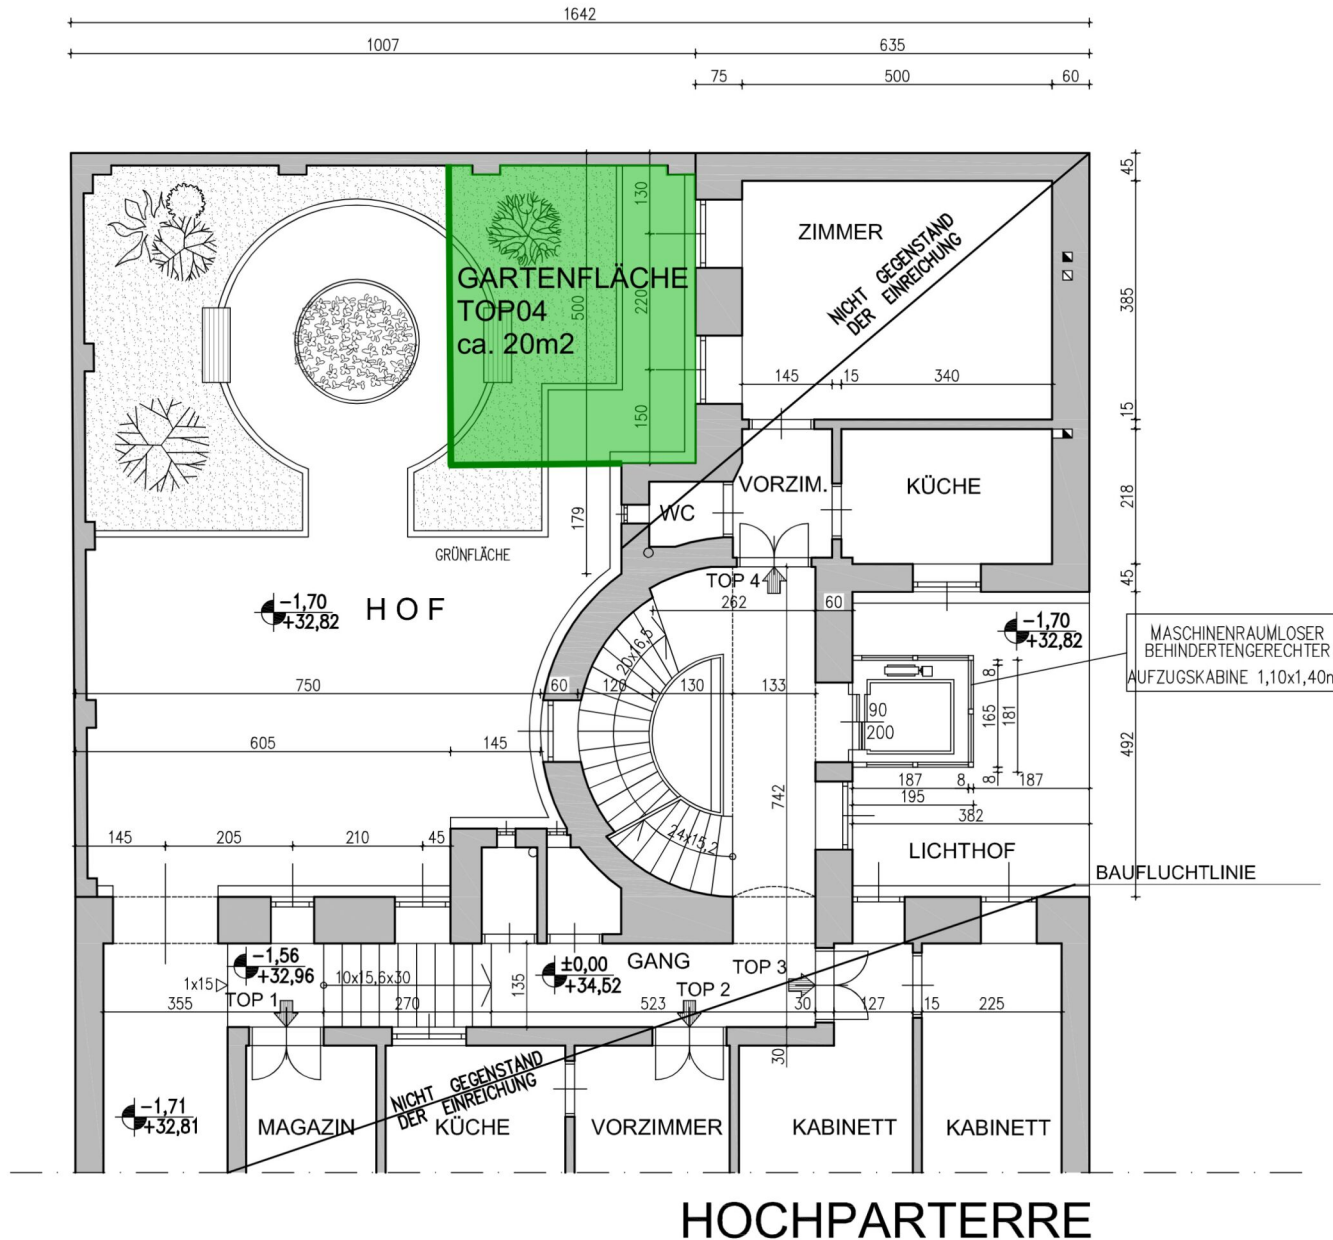 1642
1007
635
75
500
60
45
130
ZIMMER
NICHT GEGENSTAND
DER EINREICHUNG
GARTENFLÄCHE
TOP04
ca. 20m2
500
220
385
145
15
340
150
15
VORZIM.
KÜCHE
218
WC
179
GRÜNFLÄCHE
TOP 4
45
262
60
-1,70
+32,82
HOF
-1,70
+32,82
MASCHINENRAUMLOSER
BEHINDERTENGERECHTER
AUFZUGSKABINE 1,10x1,40m
20x16,5
8
750
60
120
130
133
90
200
165
181
605
145
492
8
187
8
187
195
742
382
24x15,2
145
205
210
45
LICHTHOF
BAUFLUCHTLINIE
-1,56
+32,96
±0,00
+34,52
GANG
TOP 3
1x15
10x15,6x30
135
TOP 1
TOP 2
355
270
523
30
127
15
225
30
NICHT GEGENSTAND
DER EINREICHUNG
-1,71
+32,81
MAGAZIN
KÜCHE
VORZIMMER
KABINETT
KABINETT
HOCHPARTERRE